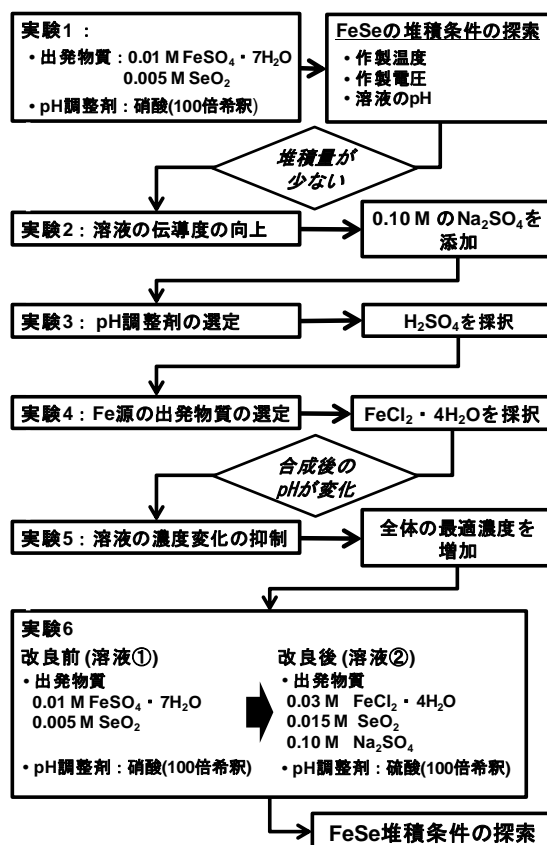 実験1：
・出発物質：0.01 M FeSO₄・7H₂O
0.005 M SeO₂
・pH調整剤：硝酸(100倍希釈)
FeSeの堆積条件の探索
・作製温度
・作製電圧
・溶液のpH
堆積量が
少ない
実験2：溶液の伝導度の向上
0.10 M のNa₂SO₄を
添加
実験3：pH調整剤の選定
H₂SO₄を採択
実験4：Fe源の出発物質の選定
FeCl₂・4H₂Oを採択
合成後の
pHが変化
実験5：溶液の濃度変化の抑制
全体の最適濃度を
増加
実験6
改良前 (溶液①)
・出発物質
0.01 M FeSO₄・7H₂O
0.005 M SeO₂
・pH調整剤：硝酸(100倍希釈)
改良後 (溶液②)
・出発物質
0.03 M FeCl₂・4H₂O
0.015 M SeO₂
0.10 M Na₂SO₄
・pH調整剤：硫酸(100倍希釈)
FeSe堆積条件の探索